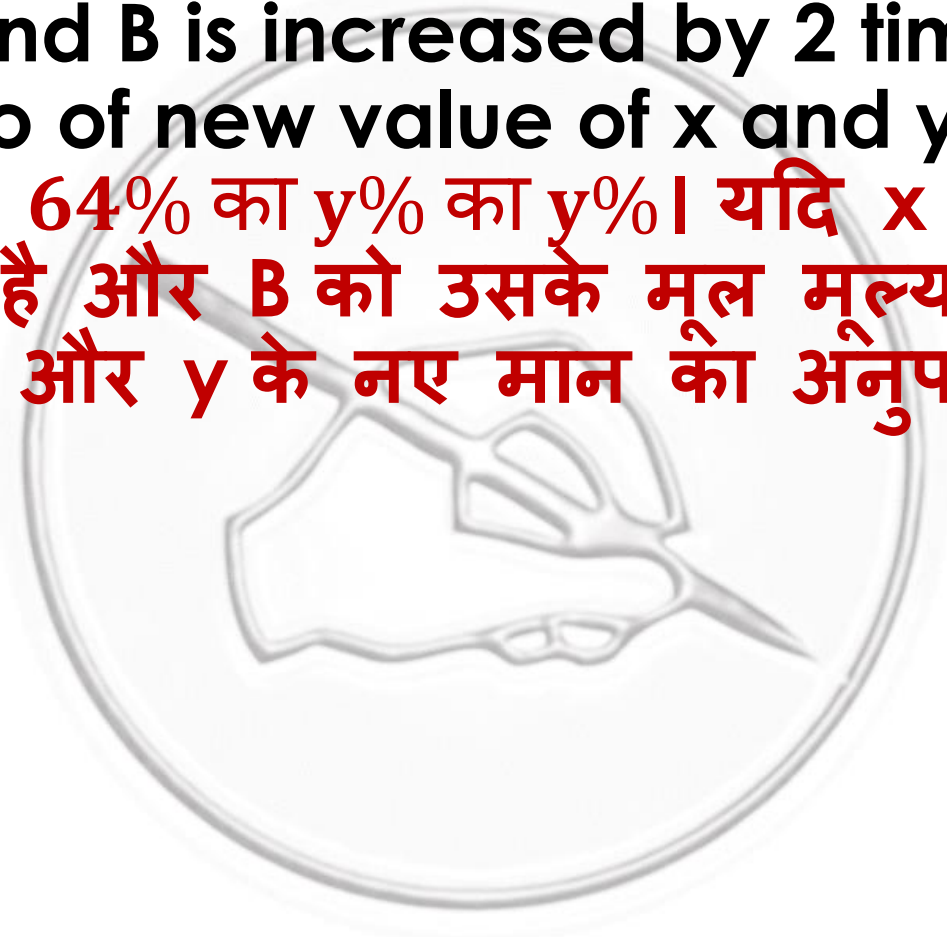 nd B is increased by 2 tim
o of new value of x and y
64% का y% का y%। यदि x
है और B को उसके मूल मूल्य
और y के नए मान का अनुप